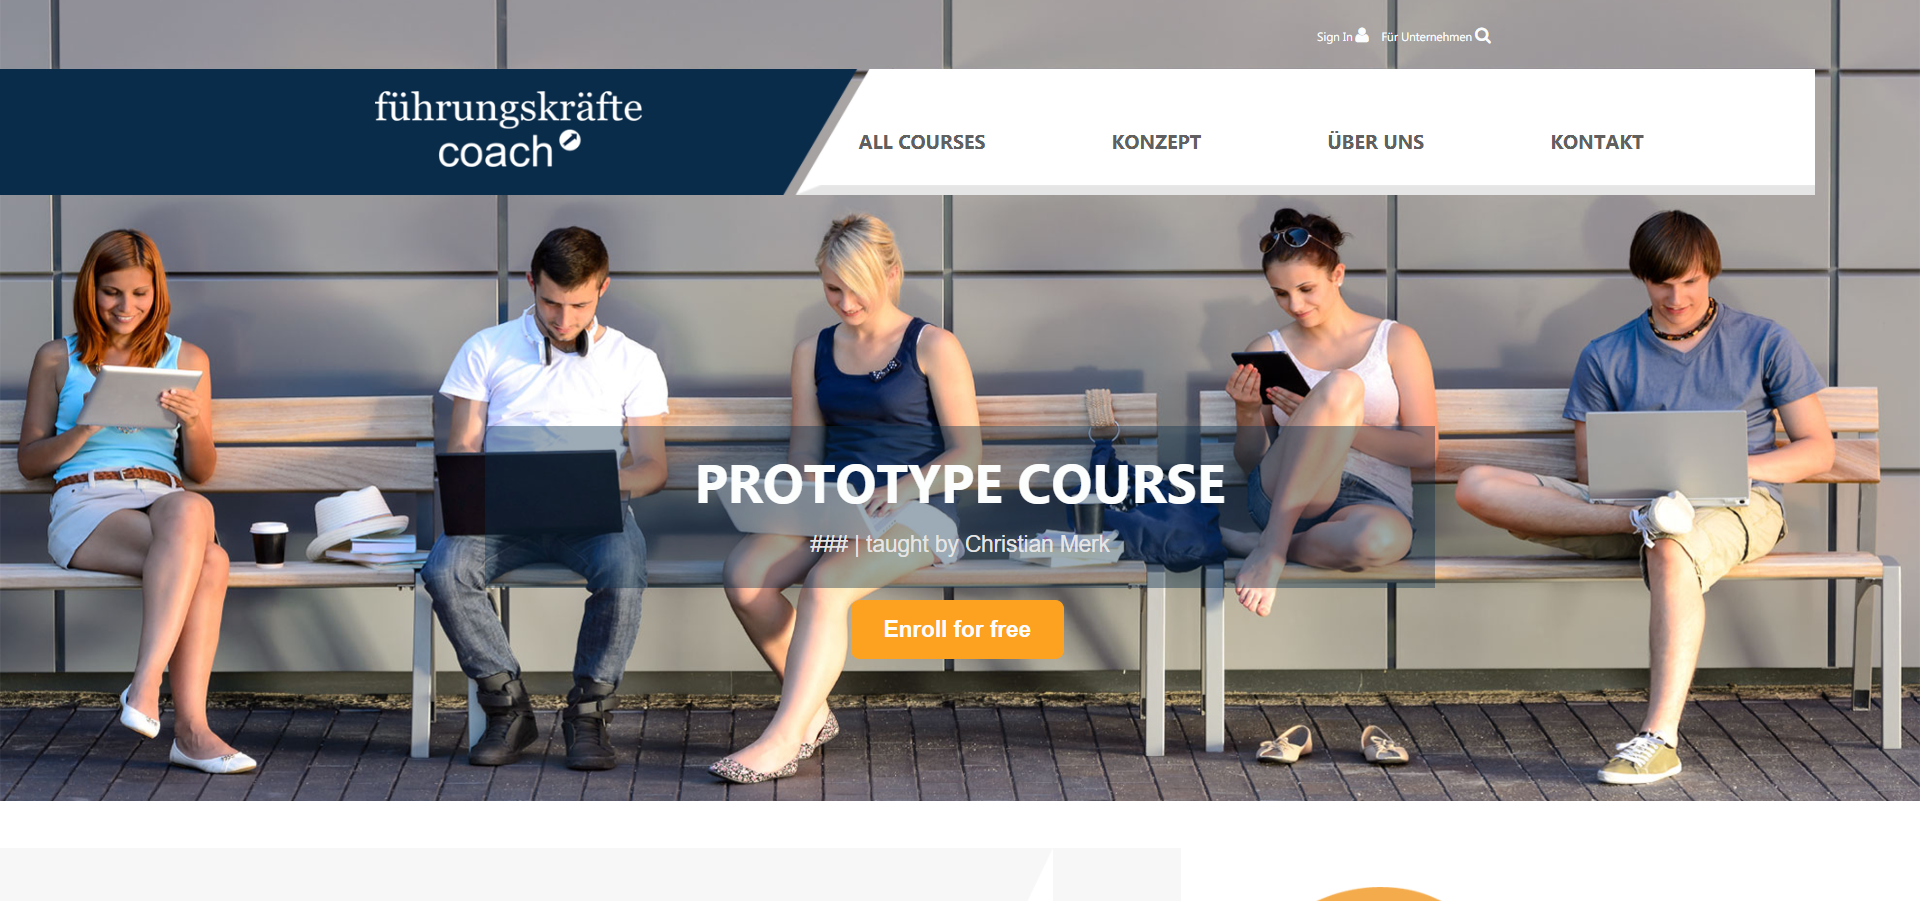 Sign In Für Unternehmen
führungskräfte
coach
ALL COURSES KONZEPT ÜBER UNS KONTAKT
PROTOTYPE COURSE
### | taught by Christian Merk
Enroll for free